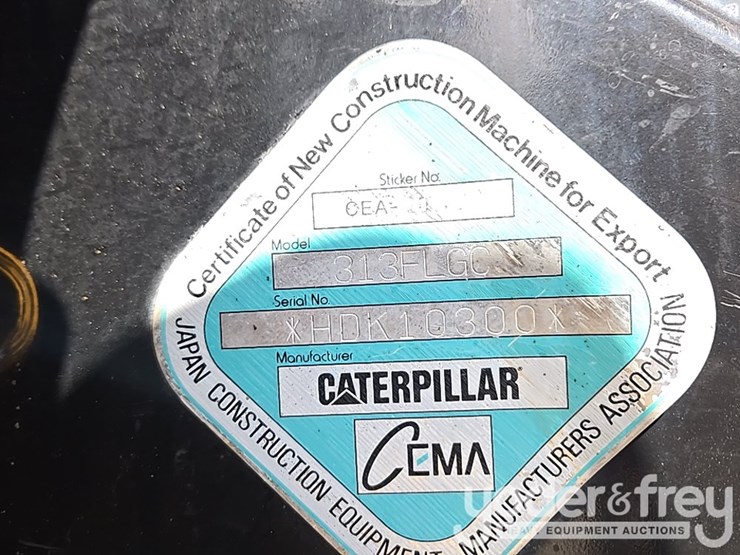 Certificate of New Construction Machine for Export
Sticker No.
CEA-
Model
313FLGC
Serial No.
*HDK10300*
Manufacturer
CATERPILLAR
CEMA
JAPAN CONSTRUCTION EQUIPMENT MANUFACTURERS ASSOCIATION
&frey
HEAVY EQUIPMENT AUCTIONS